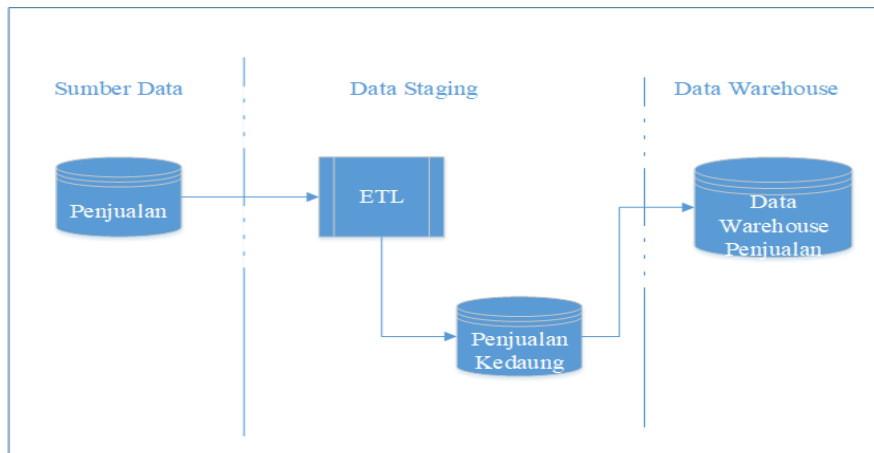 Sumber Data
Data Staging
Data Warehouse
Penjualan
ETL
Data
Warehouse
Penjualan
Penjualan
Kedaung